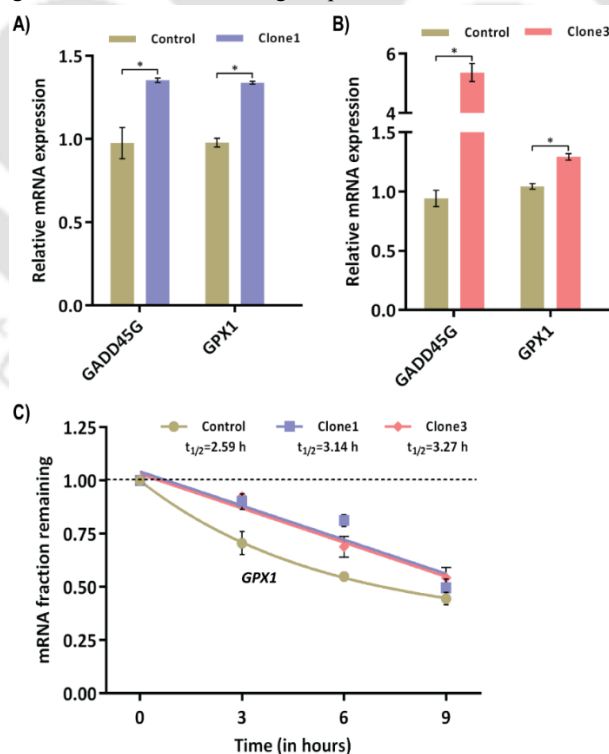 A)
Control Clone1
Relative mRNA expression
1.5
1.0
0.5
0.0
* *
GADD45G
GPX1
B)
Control Clone3
Relative mRNA expression
6
4
1.5
1.0
0.5
0.0
* *
GADD45G
GPX1
C)
Control Clone1 Clone3
t1/2=2.59 h t1/2=3.14 h t1/2=3.27 h
mRNA fraction remaining
1.25
1.00
0.75
0.50
0.25
0.00
GPX1
0 3 6 9
Time (in hours)